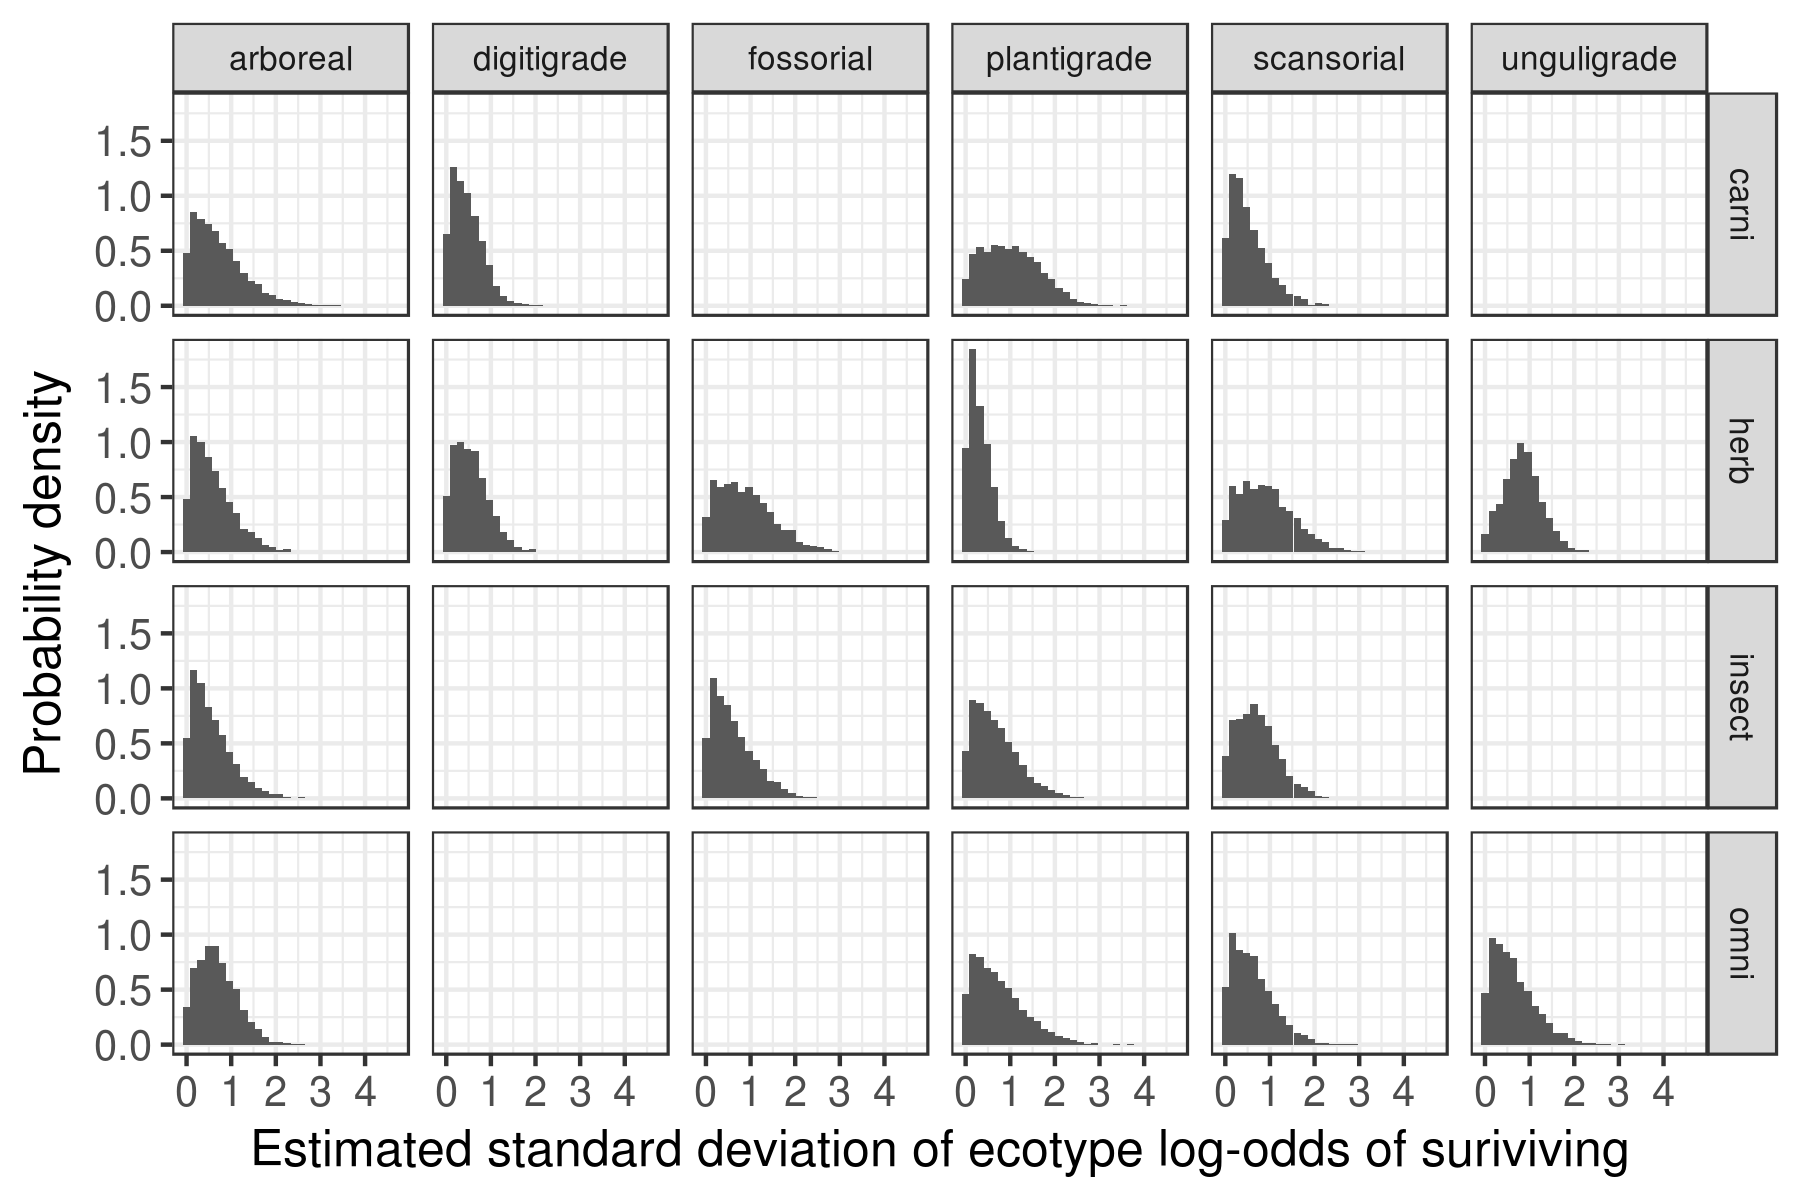 arboreal digitigrade fossorial plantigrade scansorial unguligrade
1.5
1.0
0.5
0.0
carni
1.5
1.0
0.5
0.0
herb
1.5
1.0
0.5
0.0
insect
1.5
1.0
0.5
0.0
omni
0 1 2 3 4 0 1 2 3 4 0 1 2 3 4 0 1 2 3 4 0 1 2 3 4 0 1 2 3 4
Probability density
Estimated standard deviation of ecotype log-odds of suriviving